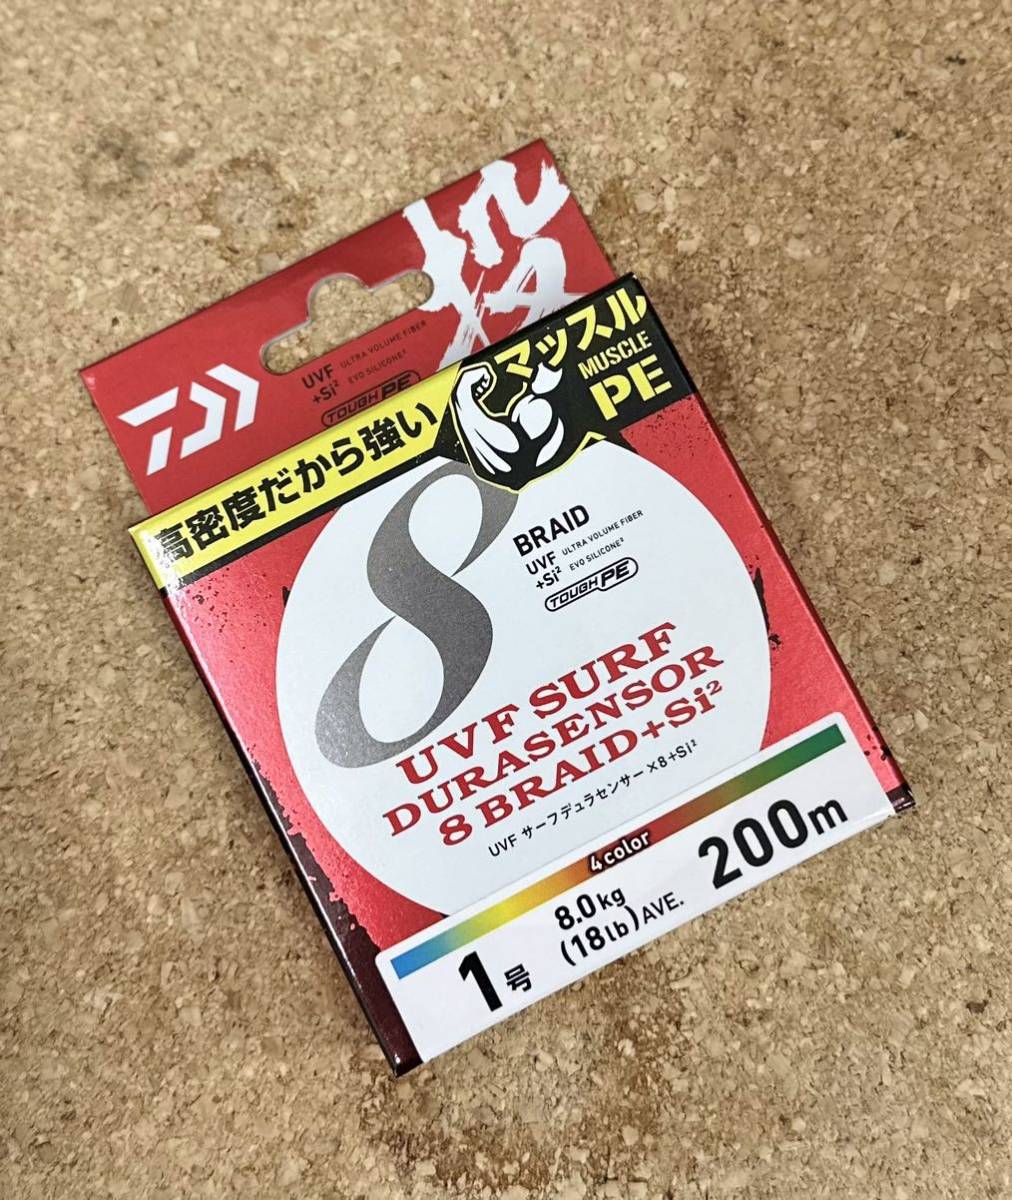 投
UVF ULTRA VOLUME FIBER
+Si² EVO SILICONE²
TOUGH PE
マッスル
MUSCLE
PE
高密度だから強い
8
BRAID
UVF ULTRA VOLUME FIBER
+Si² EVO SILICONE²
TOUGH PE
UVF SURF
DURASENSOR
8 BRAID+Si²
UVF サーフデュラセンサー ×8+Si²
4color
1号
8.0kg
(18lb)
AVE.
200m